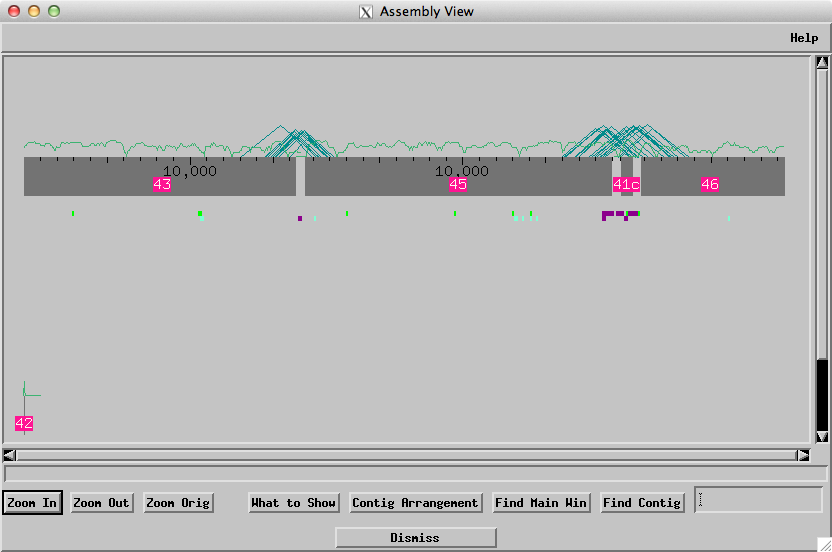 Assembly View
Help
10,000 10,000
43 45 41c 46
42
Zoom In Zoom Out Zoom Orig What to Show Contig Arrangement Find Main Win Find Contig
Dismiss